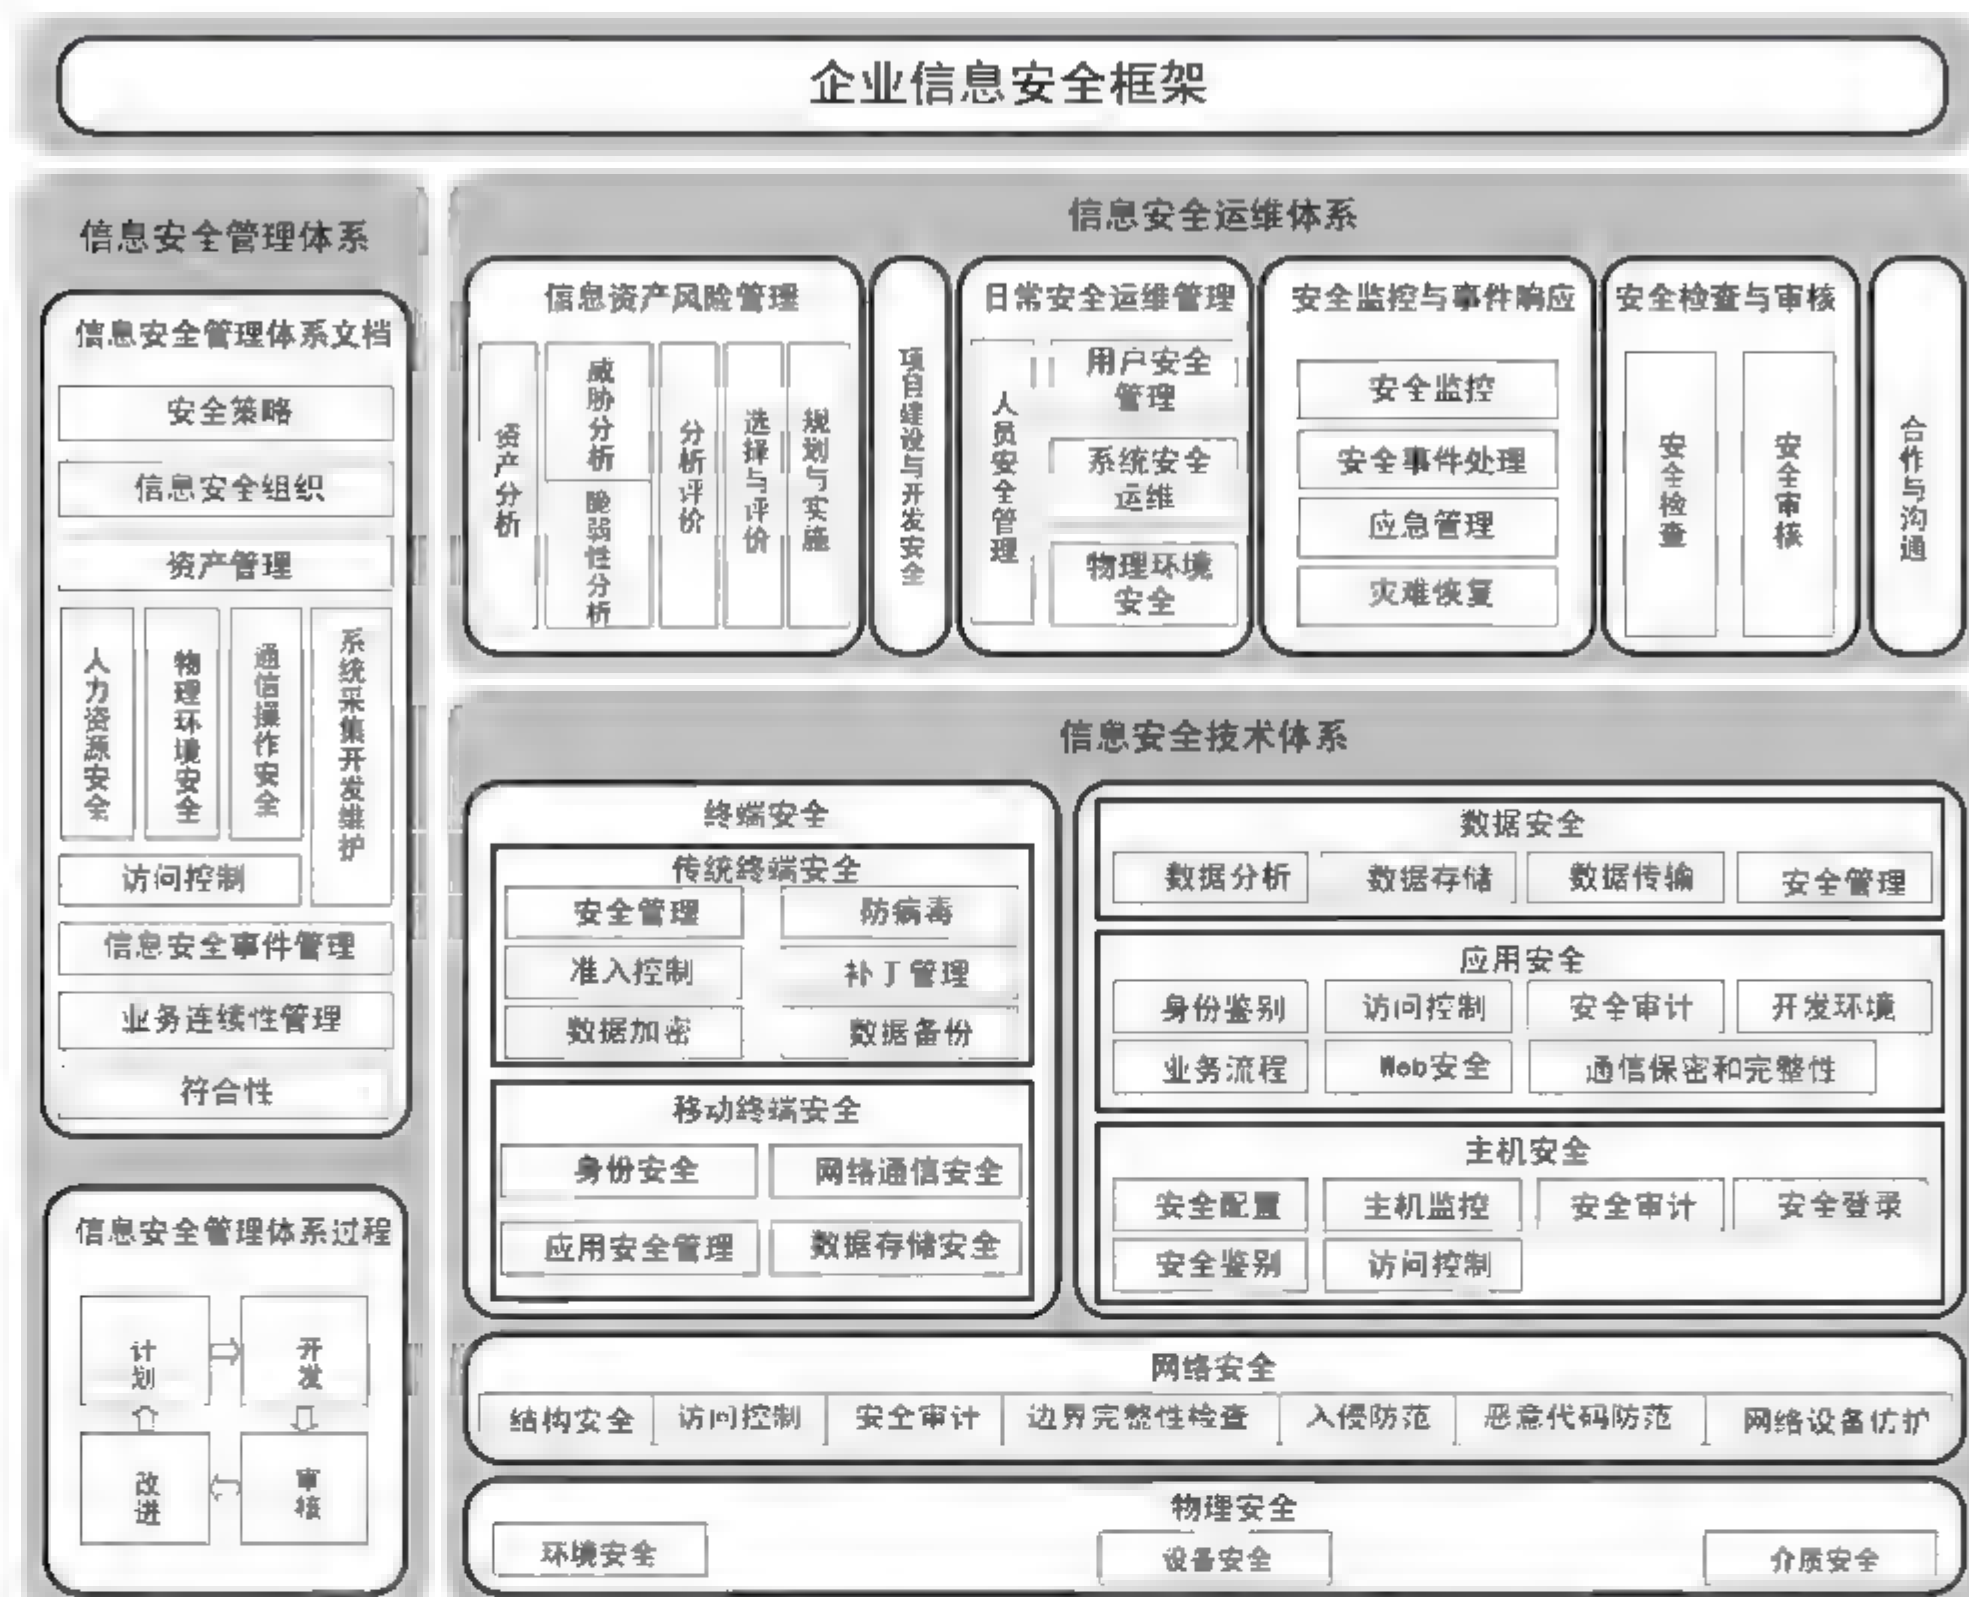 企业信息安全框架
信息安全管理体系
信息安全管理体系文档
安全策略
信息安全组织
资产管理
人力资源安全
物理环境安全
通信操作安全
系统采集开发维护
访问控制
信息安全事件管理
业务连续性管理
符合性
信息安全管理体系过程
计划
开发
改进
审核
信息安全运维体系
信息资产风险管理
资产分析
威胁分析
脆弱性分析
分析评价
选择与评价
规划与实施
项目建设与开发安全
日常安全运维管理
人员安全管理
用户安全
管理
系统安全
运维
物理环境
安全
安全监控与事件响应
安全监控
安全事件处理
应急管理
灾难恢复
安全检查与审核
安全检查
安全审核
合作与沟通
信息安全技术体系
终端安全
传统终端安全
安全管理
防病毒
准入控制
补丁管理
数据加密
数据备份
移动终端安全
身份安全
网络通信安全
应用安全管理
数据存储安全
数据安全
数据分析
数据存储
数据传输
安全管理
应用安全
身份鉴别
访问控制
安全审计
开发环境
业务流程
Web安全
通信保密和完整性
主机安全
安全配置
主机监控
安全审计
安全登录
安全鉴别
访问控制
网络安全
结构安全
访问控制
安全审计
边界完整性检查
入侵防范
恶意代码防范
网络设备防护
物理安全
环境安全
设备安全
介质安全